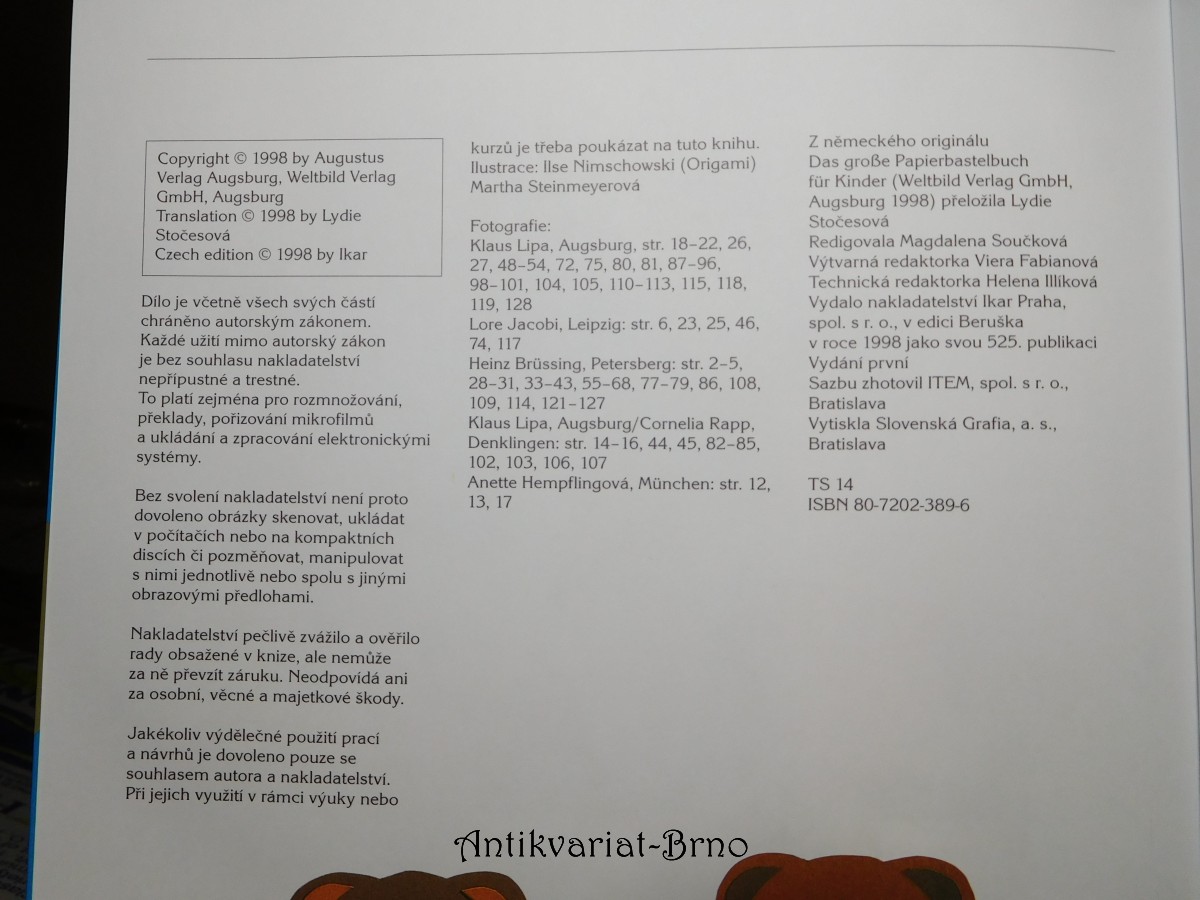 Copyright © 1998 by Augustus
Verlag Augsburg, Weltbild Verlag
GmbH, Augsburg
Translation © 1998 by Lydie
Stočesová
Czech edition © 1998 by Ikar
Dílo je včetně všech svých částí
chráněno autorským zákonem.
Každé užití mimo autorský zákon
je bez souhlasu nakladatelství
nepřípustné a trestné.
To platí zejména pro rozmnožování,
překlady, pořizování mikrofilmů
a ukládání a zpracování elektronickými
systémy.
Bez svolení nakladatelství není proto
dovoleno obrázky skenovat, ukládat
v počítačích nebo na kompaktních
discích či pozměňovat, manipulovat
s nimi jednotlivě nebo spolu s jinými
obrazovými předlohami.
Nakladatelství pečlivě zvážilo a ověřilo
rady obsažené v knize, ale nemůže
za ně převzít záruku. Neodpovídá ani
za osobní, věcné a majetkové škody.
Jakékoliv výdělečné použití prací
a návrhů je dovoleno pouze se
souhlasem autora a nakladatelství.
Při jejich využití v rámci výuky nebo
kurzů je třeba poukázat na tuto knihu.
Ilustrace: Ilse Nimschowski (Origami)
Martha Steinmeyerová
Fotografie:
Klaus Lipa, Augsburg, str. 18–22, 26,
27, 48–54, 72, 75, 80, 81, 87–96,
98–101, 104, 105, 110–113, 115, 118,
119, 128
Lore Jacobi, Leipzig: str. 6, 23, 25, 46,
74, 117
Heinz Brüssing, Petersberg: str. 2–5,
28–31, 33–43, 55–68, 77–79, 86, 108,
109, 114, 121–127
Klaus Lipa, Augsburg/Cornelia Rapp,
Denklingen: str. 14–16, 44, 45, 82–85,
102, 103, 106, 107
Anette Hempflingová, München: str. 12,
13, 17
Z německého originálu
Das große Papierbastelbuch
für Kinder (Weltbild Verlag GmbH,
Augsburg 1998) přeložila Lydie
Stočesová
Redigovala Magdalena Součková
Výtvarná redaktorka Viera Fabianová
Technická redaktorka Helena Illíková
Vydalo nakladatelství Ikar Praha,
spol. s r. o., v edici Beruška
v roce 1998 jako svou 525. publikaci
Vydání první
Sazbu zhotovil ITEM, spol. s r. o.,
Bratislava
Vytiskla Slovenská Grafia, a. s.,
Bratislava
TS 14
ISBN 80-7202-389-6
Antikvariat-Brno